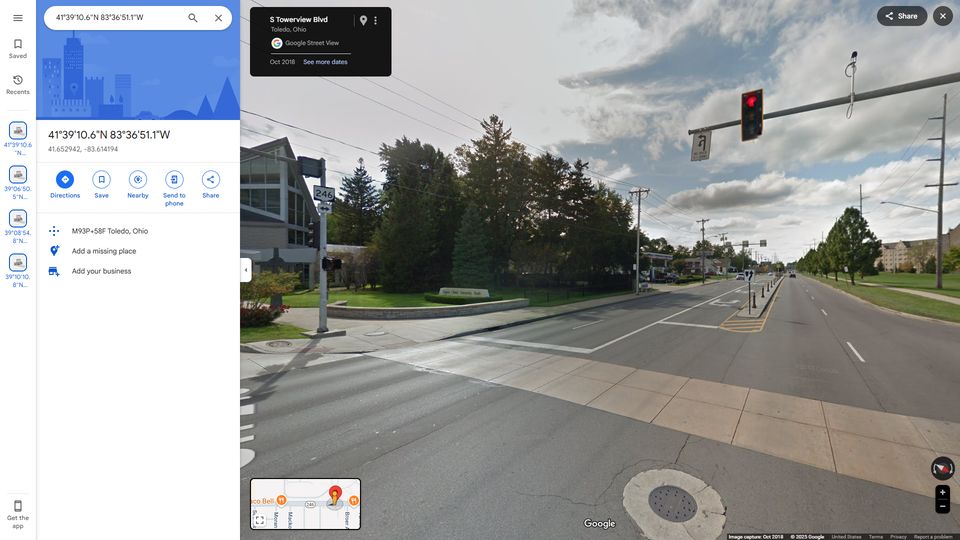 41°39'10.6"N 83°36'51.1"W
Saved
Recents
41°39'10.6
"N...
39°06'50.
5"N...
39°08'54.
8"N...
39°10'10.
8"N...
Get the
app
41°39'10.6"N 83°36'51.1"W
41.652942, -83.614194
Directions
Save
Nearby
Send to
phone
Share
M93P+58F Toledo, Ohio
Add a missing place
Add your business
S Towerview Blvd
Toledo, Ohio
Google Street View
Oct 2018 See more dates
Share
246
co Bell
246
Google
Image capture: Oct 2018 © 2025 Google United States Terms Privacy Report a problem